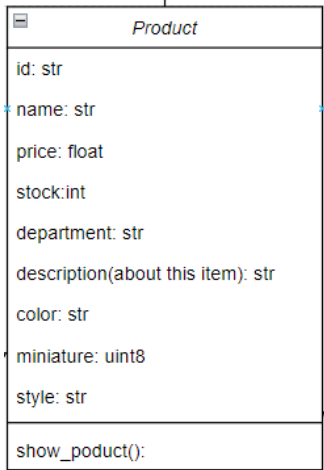 Product
id: str
name: str
price: float
stock:int
department: str
description(about this item): str
color: str
miniature: uint8
style: str
show_poduct():